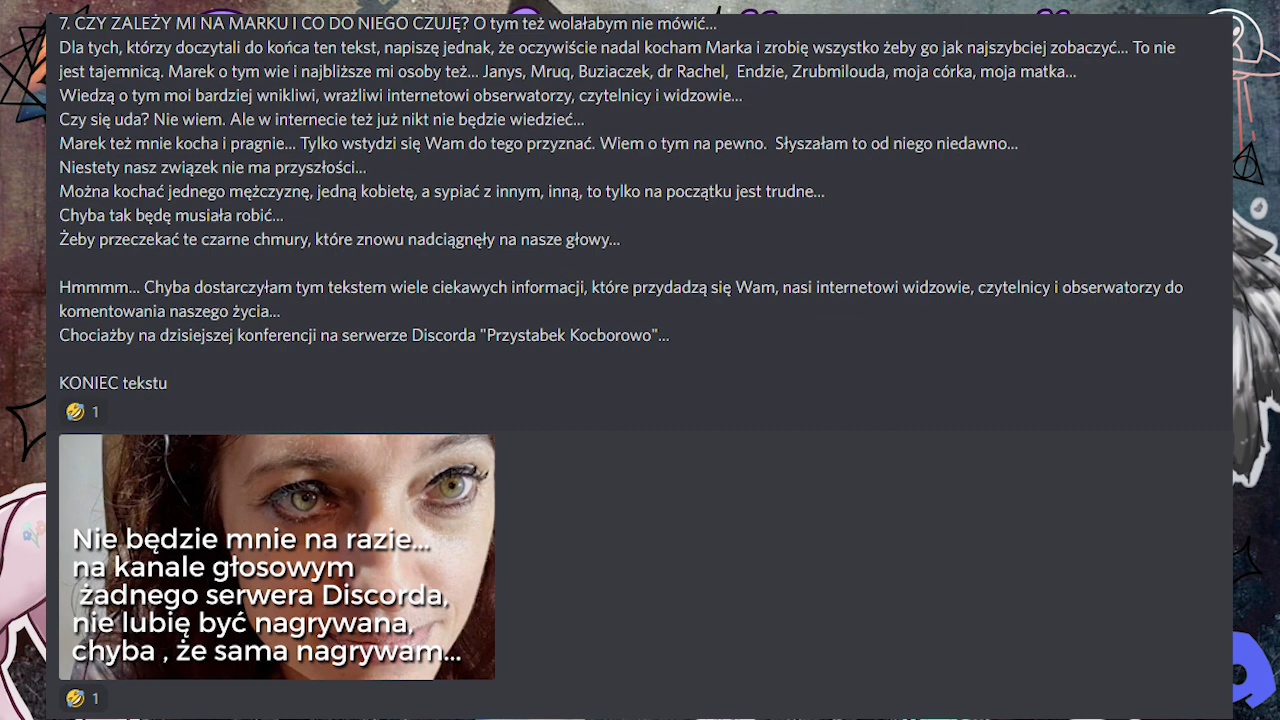 7. CZY ZALEŻY MI NA MARKU I CO DO NIEGO CZUJĘ? O tym też wolałabym nie mówić...
Dla tych, którzy doczytali do końca ten tekst, napiszę jednak, że oczywiście nadal kocham Marka i zrobię wszystko żeby go jak najszybciej zobaczyć... To nie
jest tajemnicą. Marek o tym wie i najbliższe mi osoby też... Janys, Mruq, Buziaczek, dr Rachel, Endzie, Zrubmilouda, moja córka, moja matka...
Wiedzą o tym moi bardziej wnikliwi, wrażliwi internetowi obserwatorzy, czytelnicy i widzowie...
Czy się uda? Nie wiem. Ale w internecie też już nikt nie będzie wiedzieć...
Marek też mnie kocha i pragnie... Tylko wstydzi się Wam do tego przyznać. Wiem o tym na pewno. Słyszałam to od niego niedawno...
Niestety nasz związek nie ma przyszłości...
Można kochać jednego mężczyznę, jedną kobietę, a sypiać z innym, inną, to tylko na początku jest trudne...
Chyba tak będę musiała robić...
Żeby przeczekać te czarne chmury, które znowu nadciągnęły na nasze głowy...
Hmmmm... Chyba dostarczyłam tym tekstem wiele ciekawych informacji, które przydadzą się Wam, nasi internetowi widzowie, czytelnicy i obserwatorzy do
komentowania naszego życia...
Chociażby na dzisiejszej konferencji na serwerze Discorda "Przystabek Kocborowo"...
KONIEC tekstu
1
Nie będzie mnie na razie...
na kanale głosowym
żadnego serwera Discorda,
nie lubię być nagrywana,
chyba , że sama nagrywam...
1